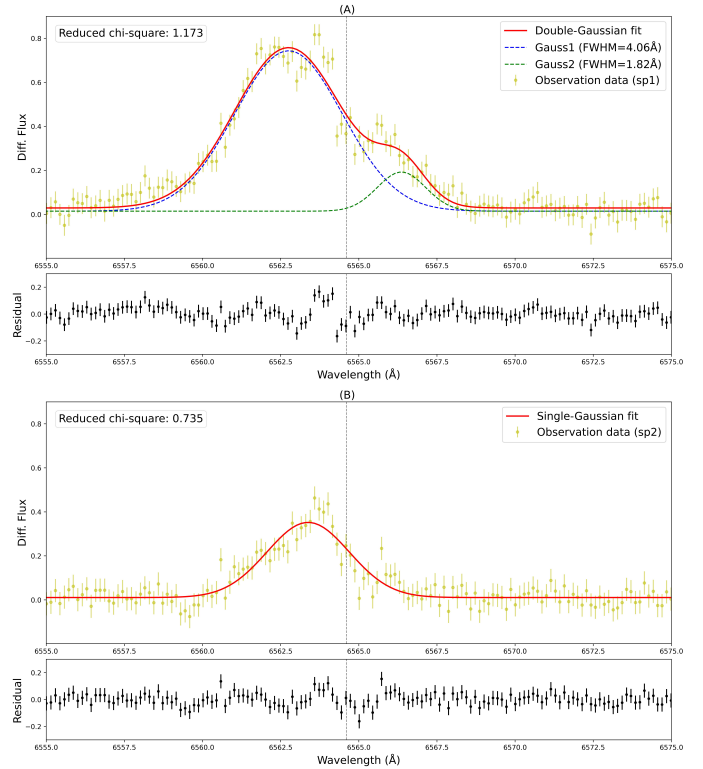 (A)
Reduced chi-square: 1.173
Double-Gaussian fit
Gauss1 (FWHM=4.06Å)
Gauss2 (FWHM=1.82Å)
Observation data (sp1)
Diff. Flux
0.8
0.6
0.4
0.2
0.0
6555.0 6557.5 6560.0 6562.5 6565.0 6567.5 6570.0 6572.5 6575.0
Residual
0.2
0.0
−0.2
6555.0 6557.5 6560.0 6562.5 6565.0 6567.5 6570.0 6572.5 6575.0
Wavelength (Å)
(B)
Reduced chi-square: 0.735
Single-Gaussian fit
Observation data (sp2)
Diff. Flux
0.8
0.6
0.4
0.2
0.0
6555.0 6557.5 6560.0 6562.5 6565.0 6567.5 6570.0 6572.5 6575.0
Residual
0.2
0.0
−0.2
6555.0 6557.5 6560.0 6562.5 6565.0 6567.5 6570.0 6572.5 6575.0
Wavelength (Å)